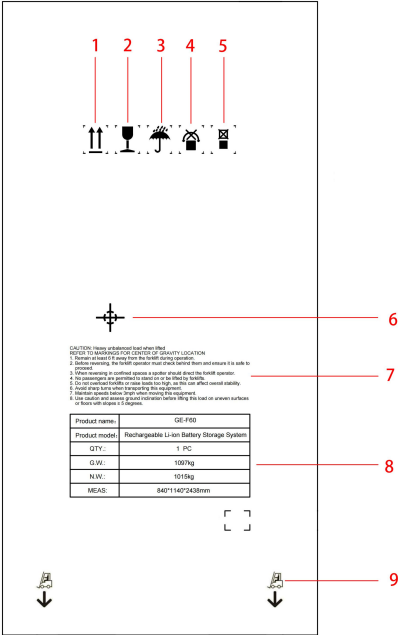 1 2 3 4 5
6
CAUTION: Heavy unbalanced load when lifted
REFER TO MARKINGS FOR CENTER OF GRAVITY LOCATION
1. Remain at least 6 ft away from the forklift during operation.
2. Before reversing, the forklift operator must check behind them and ensure it is safe to
proceed.
3. When reversing in confined spaces a spotter should direct the forklift operator.
4. No passengers are permitted to stand on or be lifted by forklifts.
5. Do not overload forklifts or raise loads too high, as this can affect overall stability.
6. Avoid sharp turns when transporting this equipment.
7. Maintain speeds below 3mph when moving this equipment.
8. Use caution and assess ground inclination before lifting this load on uneven surfaces
or floors with slopes ± 5 degrees.
7
Product name: GE-F60
Product model: Rechargeable Li-ion Battery Storage System
QTY.: 1 PC
G.W.: 1097kg
N.W.: 1015kg
MEAS: 840*1140*2438mm
8
9